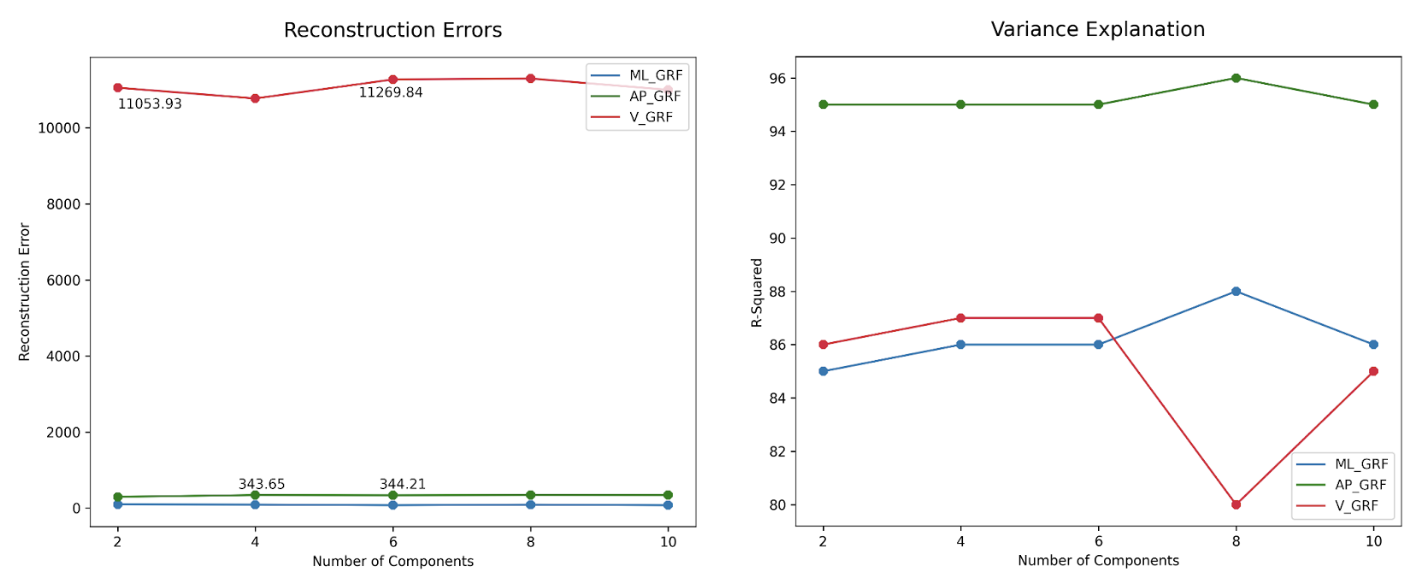 Reconstruction Errors
11053.93
11269.84
343.65
344.21
ML_GRF
AP_GRF
V_GRF
10000
8000
6000
4000
2000
0
2
4
6
8
10
Reconstruction Error
Number of Components
Variance Explanation
96
94
92
90
88
86
84
82
80
ML_GRF
AP_GRF
V_GRF
2
4
6
8
10
R-Squared
Number of Components